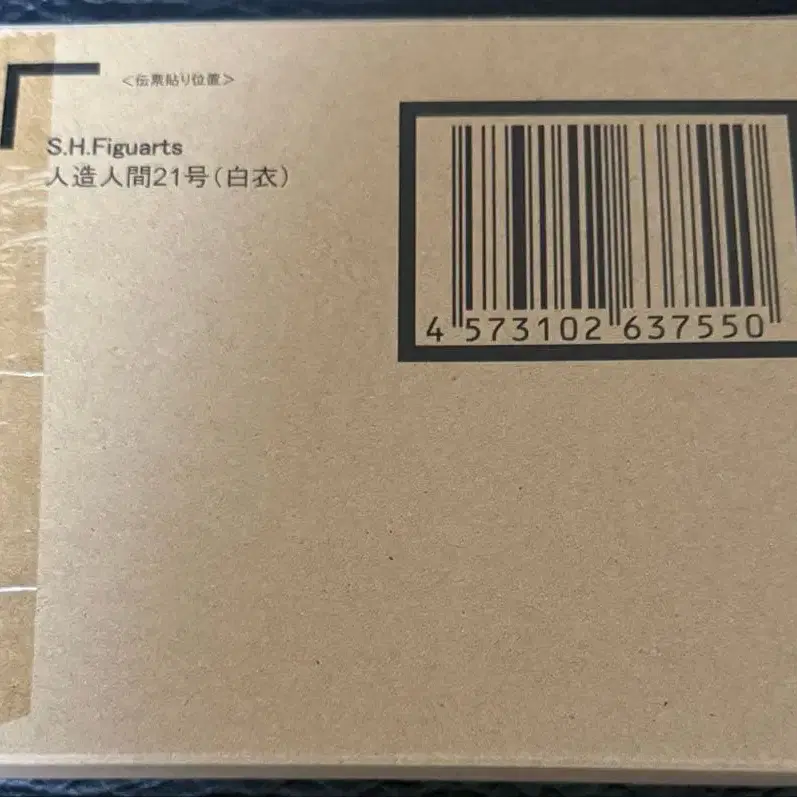 <伝票貼り位置>
S.H.Figuarts
人造人間21号(白衣)
4 573102 637550